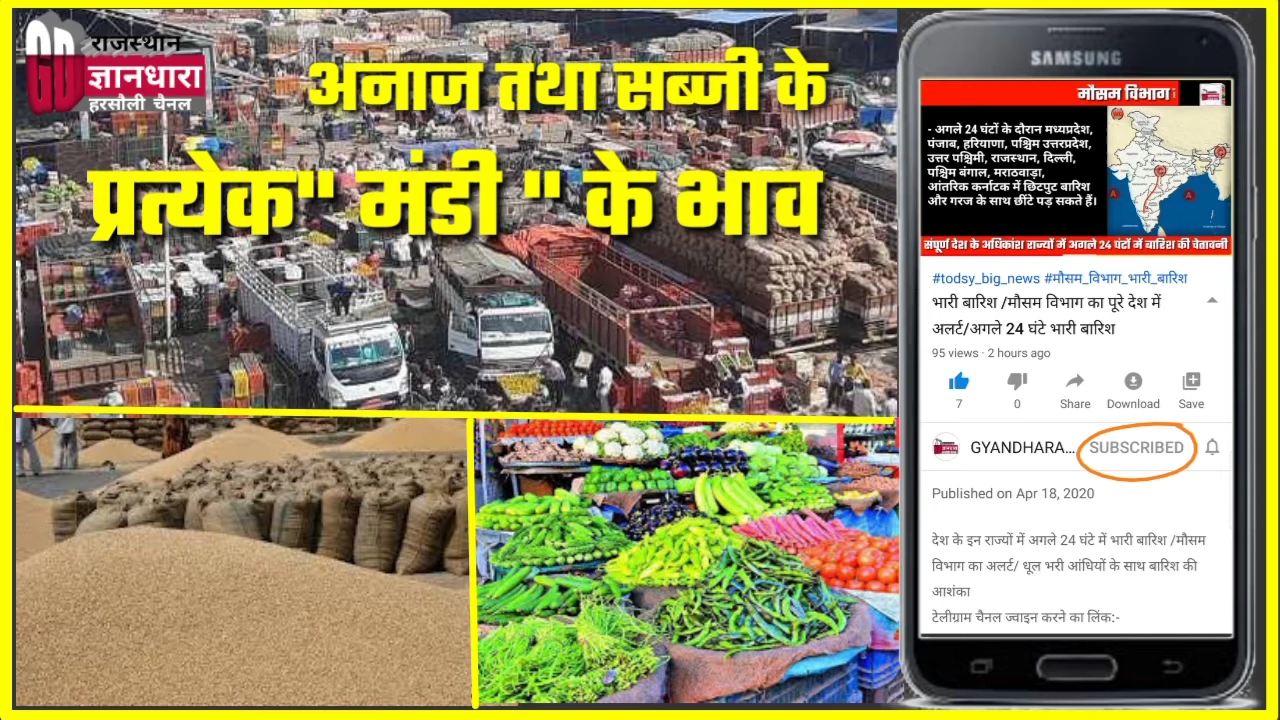 GD
राजस्थान
ज्ञानधारा
हरसौली चैनल
अनाज तथा सब्जी के
प्रत्येक" मंडी " के भाव
SAMSUNG
मौसम विभाग
- अगले 24 घंटों के दौरान मध्यप्रदेश,
पंजाब, हरियाणा, पश्चिम उत्तरप्रदेश,
उत्तर पश्चिमी, राजस्थान, दिल्ली,
पश्चिम बंगाल, मराठवाड़ा,
आंतरिक कर्नाटक में छिटपुट बारिश
और गरज के साथ छींटे पड़ सकते हैं।
संपूर्ण देश के अधिकांश राज्यों में अगले 24 घंटों में बारिश की चेतावनी
#todsy_big_news #मौसम_विभाग_भारी_बारिश
भारी बारिश /मौसम विभाग का पूरे देश में
अलर्ट/अगले 24 घंटे भारी बारिश
95 views · 2 hours ago
7 0 Share Download Save
GYANDHARA... SUBSCRIBED
Published on Apr 18, 2020
देश के इन राज्यों में अगले 24 घंटे में भारी बारिश /मौसम
विभाग का अलर्ट/ धूल भरी आंधियों के साथ बारिश की
आशंका
टेलीग्राम चैनल ज्वाइन करने का लिंक:-